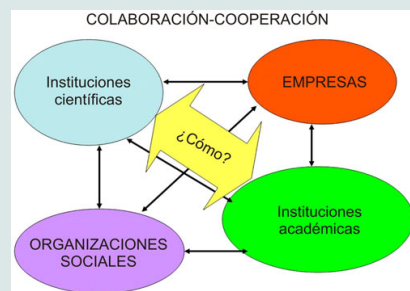 COLABORACIÓN-COOPERACIÓN
Instituciones
científicas
EMPRESAS
¿Cómo?
ORGANIZACIONES
SOCIALES
Instituciones
académicas